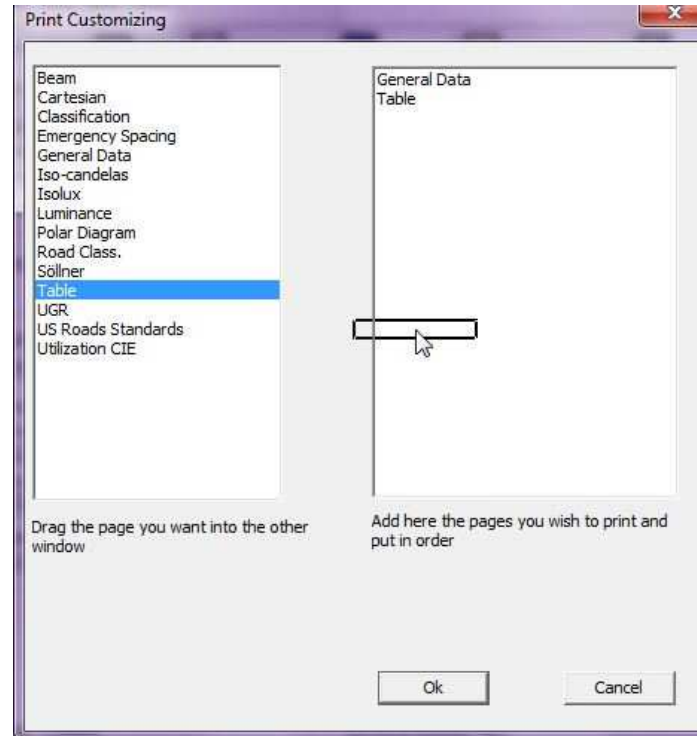 Print Customizing
Beam
Cartesian
Classification
Emergency Spacing
General Data
Iso-candelas
Isolux
Luminance
Polar Diagram
Road Class.
Söllner
Table
UGR
US Roads Standards
Utilization CIE
Drag the page you want into the other
window
General Data
Table
Add here the pages you wish to print and
put in order
Ok
Cancel